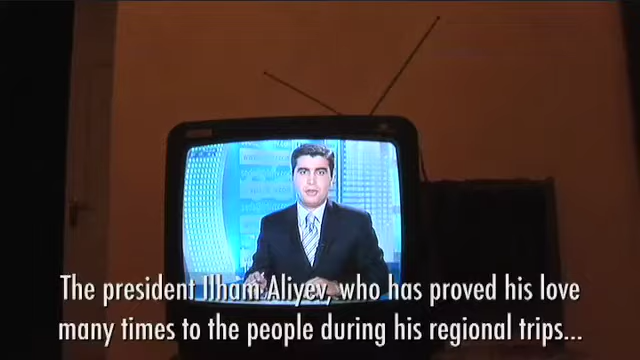 The president Ilham Aliyev, who has proved his love
many times to the people during his regional trips...